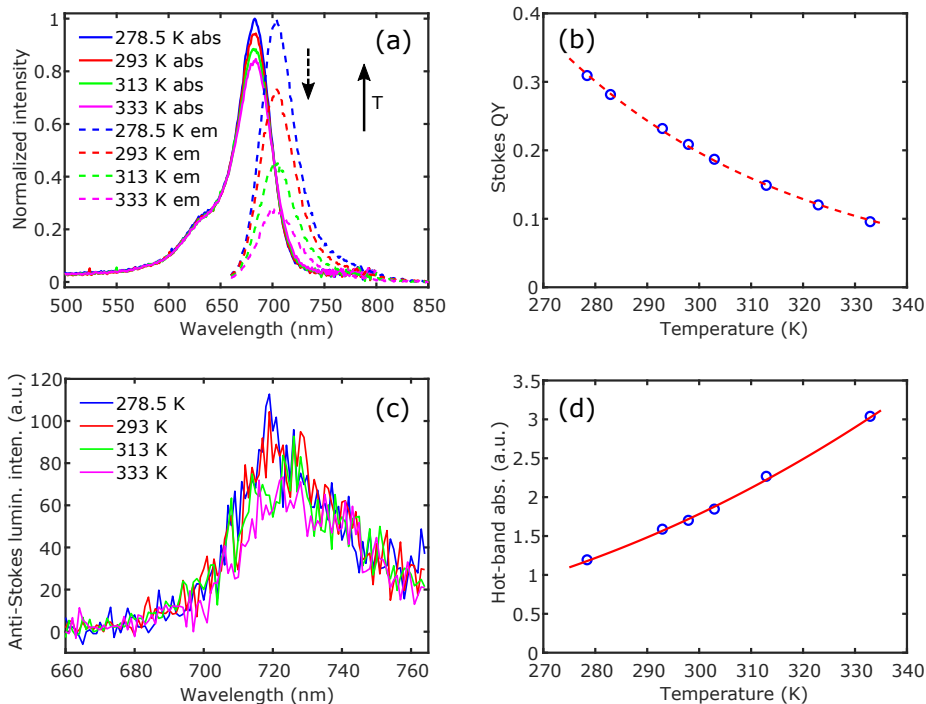 (a)
278.5 K abs
293 K abs
313 K abs
333 K abs
278.5 K em
293 K em
313 K em
333 K em
T
Normalized intensity
1
0.8
0.6
0.4
0.2
0
500 550 600 650 700 750 800 850
Wavelength (nm)
(b)
Stokes QY
0.4
0.3
0.2
0.1
0
270 280 290 300 310 320 330 340
Temperature (K)
(c)
278.5 K
293 K
313 K
333 K
Anti-Stokes lumin. inten. (a.u.)
120
100
80
60
40
20
0
660 680 700 720 740 760
Wavelength (nm)
(d)
Hot-band abs. (a.u.)
3.5
3
2.5
2
1.5
1
0.5
0
270 280 290 300 310 320 330 340
Temperature (K)